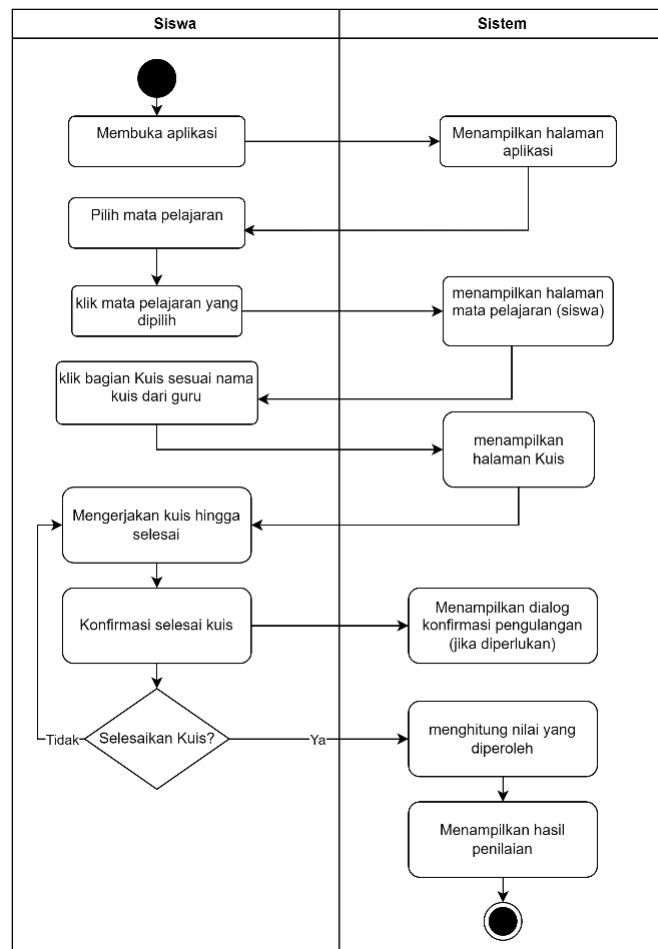 Siswa
Sistem
Membuka aplikasi
Menampilkan halaman
aplikasi
Pilih mata pelajaran
klik mata pelajaran yang
dipilih
menampilkan halaman
mata pelajaran (siswa)
klik bagian Kuis sesuai nama
kuis dari guru
menampilkan
halaman Kuis
Mengerjakan kuis hingga
selesai
Konfirmasi selesai kuis
Menampilkan dialog
konfirmasi pengulangan
(jika diperlukan)
Tidak
Selesaikan Kuis?
Ya
menghitung nilai yang
diperoleh
Menampilkan hasil
penilaian